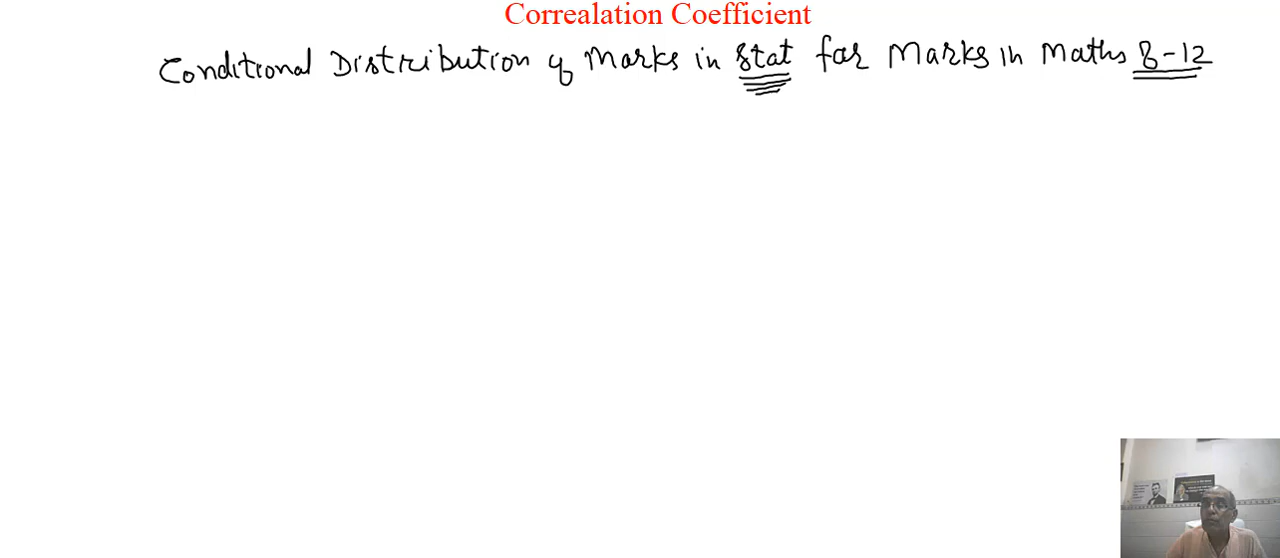 Correalation Coefficient
Conditional Distribution of Marks in Stat for Marks in Maths 8-12